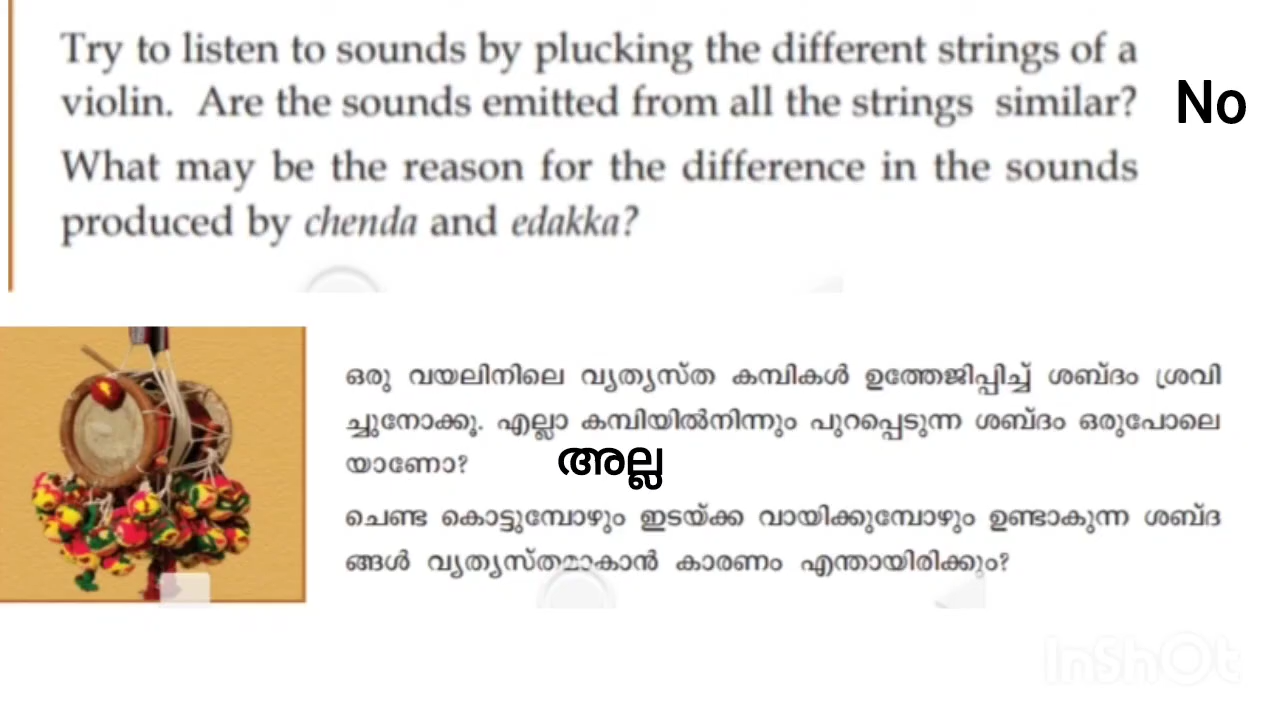 Try to listen to sounds by plucking the different strings of a
violin. Are the sounds emitted from all the strings similar? No
What may be the reason for the difference in the sounds
produced by chenda and edakka?
ഒരു വയലിനിലെ വ്യത്യസ്ത കമ്പികൾ ഉത്തേജിപ്പിച്ച് ശബ്ദം ശ്രവി
ച്ചുനോക്കൂ. എല്ലാ കമ്പിയിൽനിന്നും പുറപ്പെടുന്ന ശബ്ദം ഒരുപോലെ
യാണോ? അല്ല
ചെണ്ട കൊട്ടുമ്പോഴും ഇടയ്ക്ക വായിക്കുമ്പോഴും ഉണ്ടാകുന്ന ശബ്ദ
ങ്ങൾ വ്യത്യസ്തമാകാൻ കാരണം എന്തായിരിക്കും?
InShOt